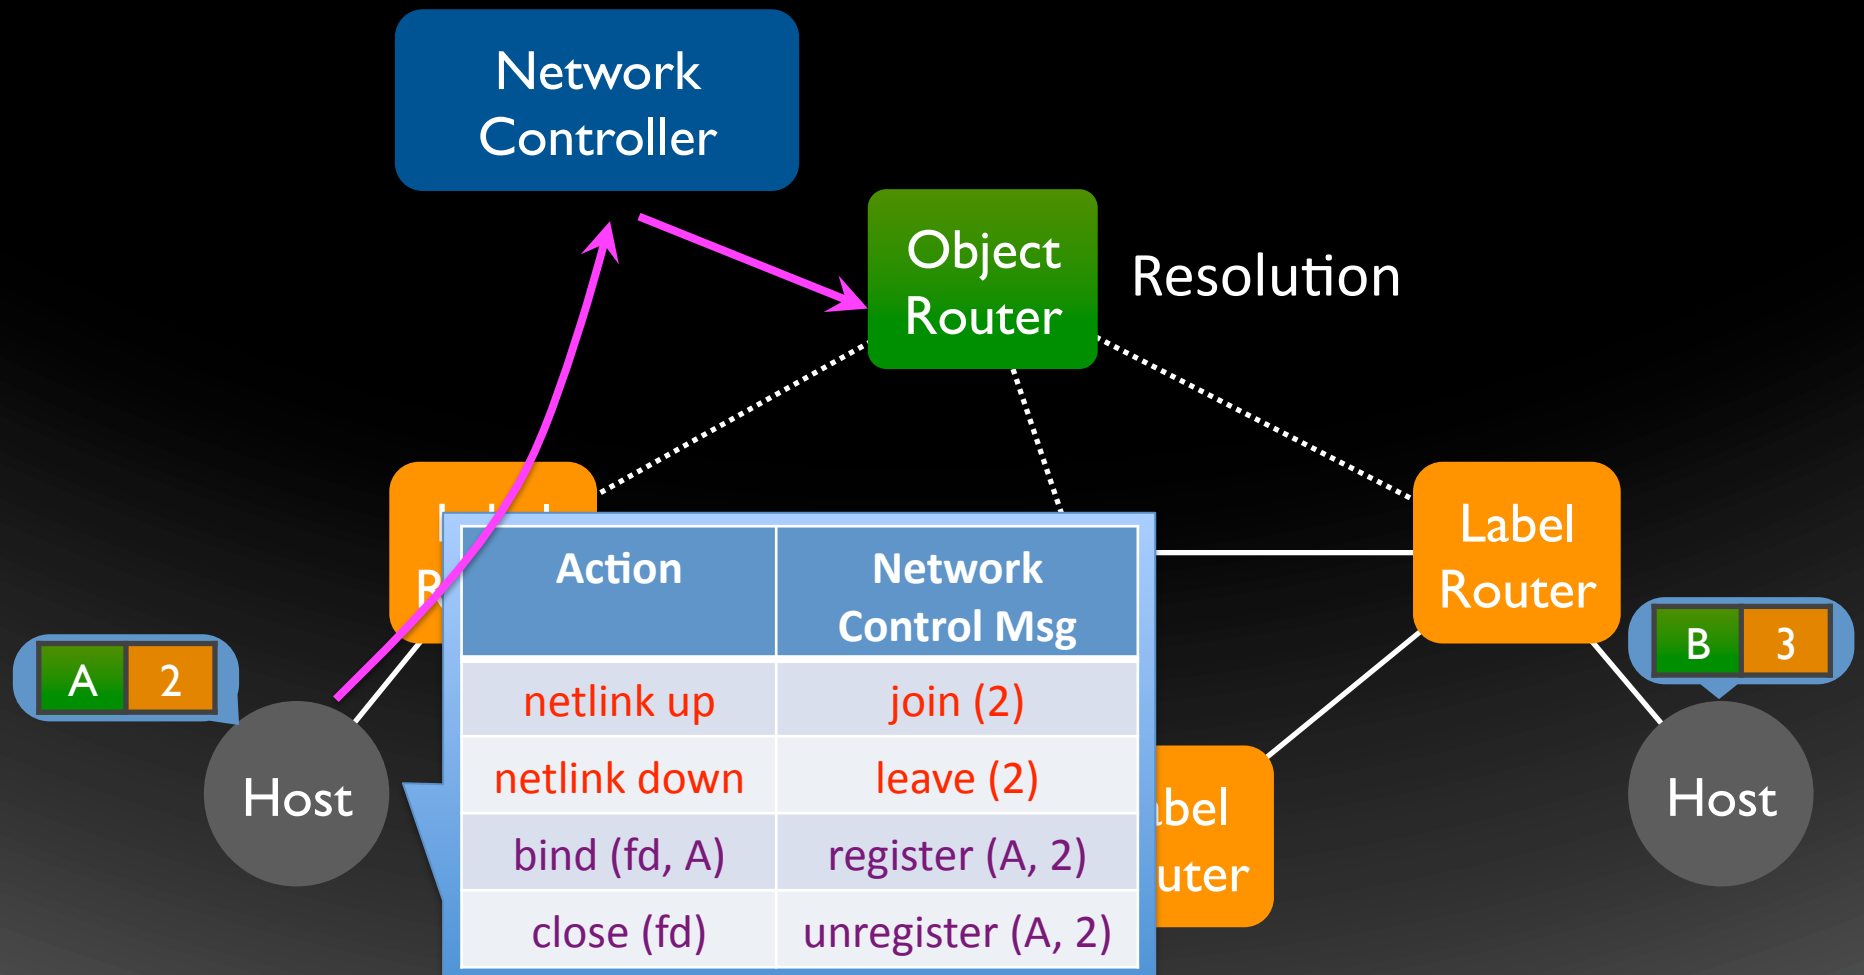 Network
Controller
Object
Router
Resolution
Label
Router
A 2
B 3
Host
Host
Action Network
Control Msg
netlink up join (2)
netlink down leave (2)
bind (fd, A) register (A, 2)
close (fd) unregister (A, 2)